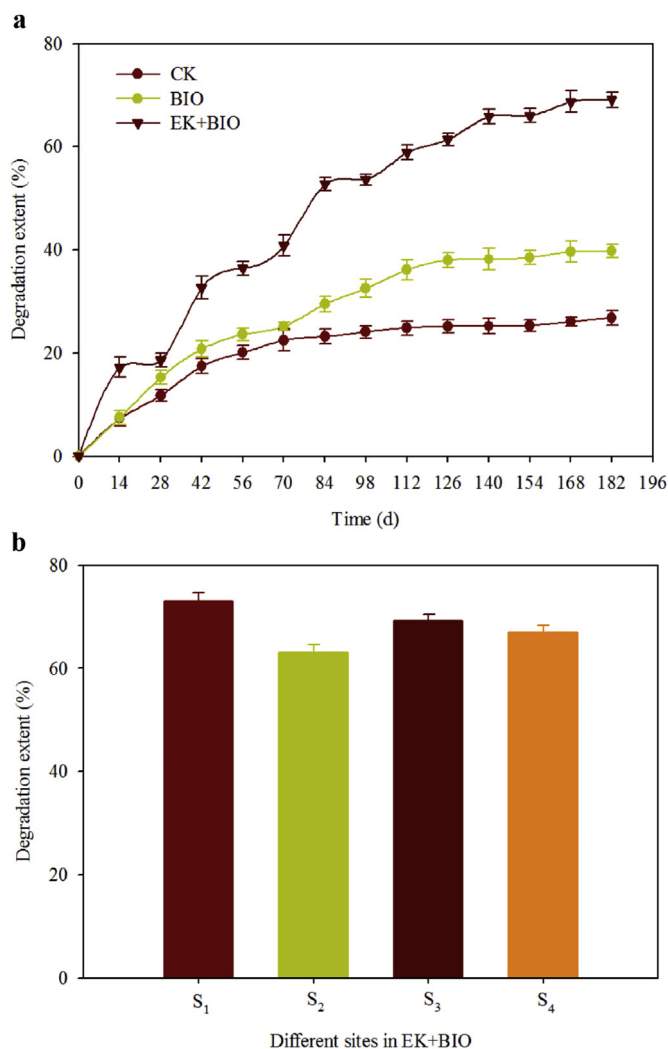 a
80
60
40
20
0
Degradation extent (%)
CK
BIO
EK+BIO
0 14 28 42 56 70 84 98 112 126 140 154 168 182 196
Time (d)
b
80
60
40
20
0
Degradation extent (%)
S1 S2 S3 S4
Different sites in EK+BIO